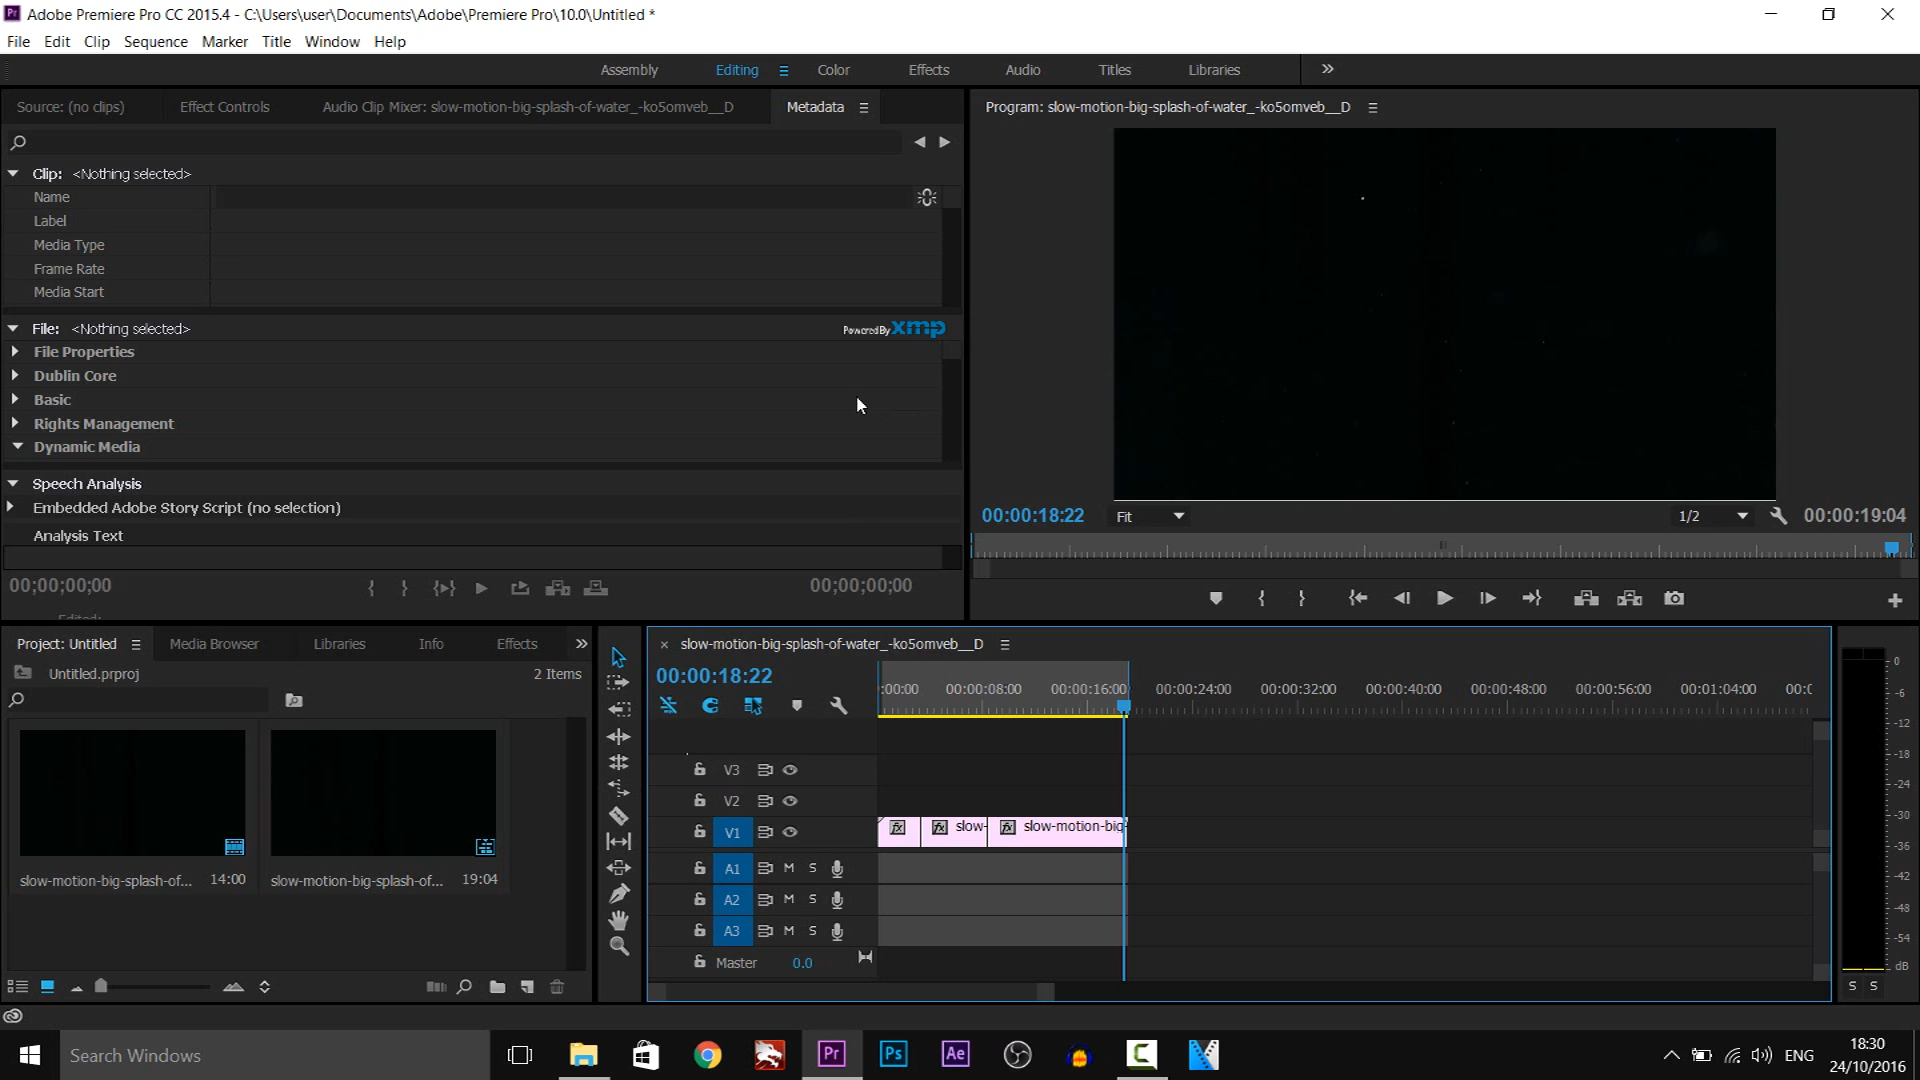 Adobe Premiere Pro CC 2015.4 - C:\Users\user\Documents\Adobe\Premiere Pro\10.0\Untitled *
File Edit Clip Sequence Marker Title Window Help
Assembly Editing Color Effects Audio Titles Libraries
Source: (no clips) Effect Controls Audio Clip Mixer: slow-motion-big-splash-of-water_-ko5omveb__D Metadata
Program: slow-motion-big-splash-of-water_-ko5omveb__D
Clip: <Nothing selected>
Name
Label
Media Type
Frame Rate
Media Start
File: <Nothing selected>
Powered By xmp
File Properties
Dublin Core
Basic
Rights Management
Dynamic Media
Speech Analysis
Embedded Adobe Story Script (no selection)
Analysis Text
00;00;00;00 00;00;00;00
00:00:18:22 Fit 1/2 00:00:19:04
Project: Untitled Media Browser Libraries Info Effects
Untitled.prproj 2 Items
slow-motion-big-splash-of... 14:00
slow-motion-big-splash-of... 19:04
slow-motion-big-splash-of-water_-ko5omveb__D
00:00:18:22
:00:00 00:00:08:00 00:00:16:00 00:00:24:00 00:00:32:00 00:00:40:00 00:00:48:00 00:00:56:00 00:01:04:00 00:0
V3
V2
V1 fx fx slow- fx slow-motion-big
A1 M S
A2 M S
A3 M S
Master 0.0
0
-6
-12
-18
-24
-30
-36
-42
-48
-54
dB
S S
Search Windows
Pr Ps Ae
ENG
18:30
24/10/2016